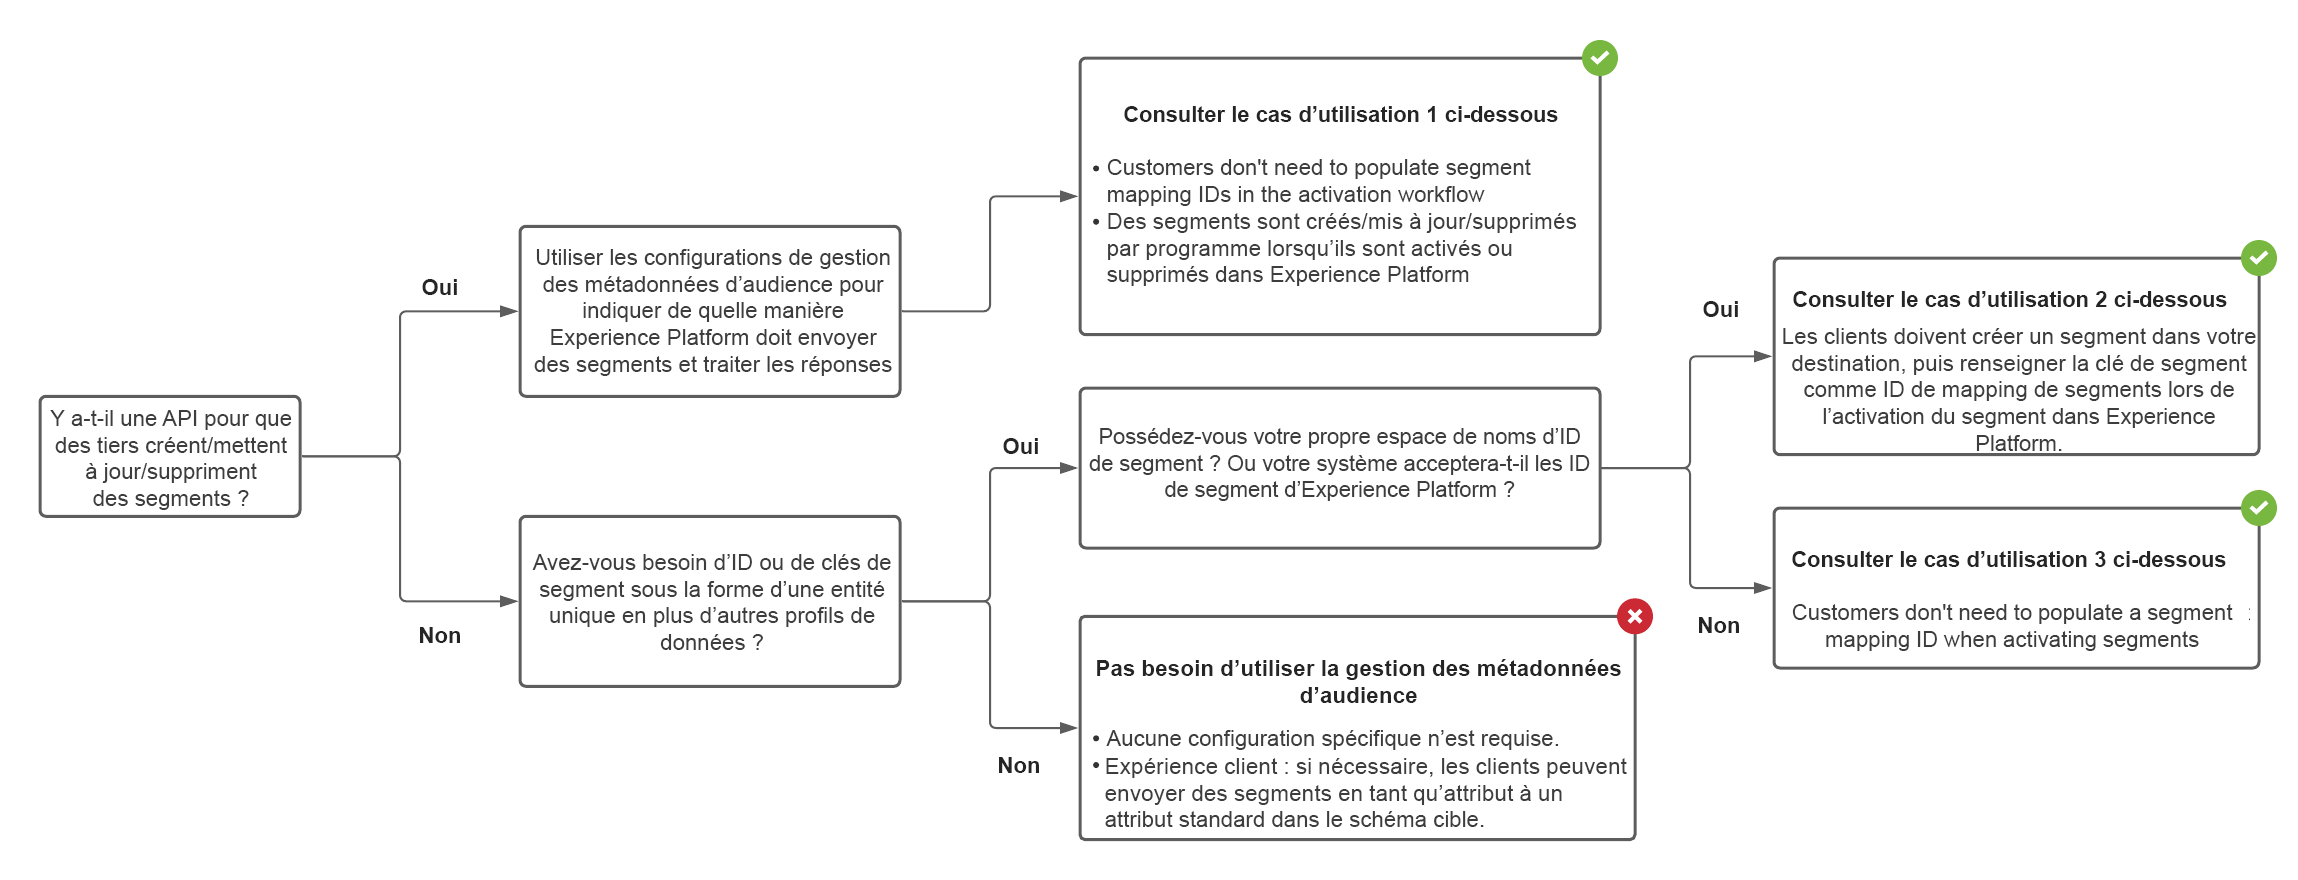 Y a-t-il une API pour que
des tiers créent/mettent
à jour/suppriment
des segments ?
Oui
Non
Utiliser les configurations de gestion
des métadonnées d’audience pour
indiquer de quelle manière
Experience Platform doit envoyer
des segments et traiter les réponses
Avez-vous besoin d’ID ou de clés de
segment sous la forme d’une entité
unique en plus d’autres profils de
données ?
Oui
Non
Consulter le cas d’utilisation 1 ci-dessous
• Customers don't need to populate segment
mapping IDs in the activation workflow
• Des segments sont créés/mis à jour/supprimés
par programme lorsqu’ils sont activés ou
supprimés dans Experience Platform
Possédez-vous votre propre espace de noms d’ID
de segment ? Ou votre système acceptera-t-il les ID
de segment d’Experience Platform ?
Pas besoin d’utiliser la gestion des métadonnées
d’audience
• Aucune configuration spécifique n’est requise.
• Expérience client : si nécessaire, les clients peuvent
envoyer des segments en tant qu’attribut à un
attribut standard dans le schéma cible.
Oui
Non
Consulter le cas d’utilisation 2 ci-dessous
Les clients doivent créer un segment dans votre
destination, puis renseigner la clé de segment
comme ID de mapping de segments lors de
l’activation du segment dans Experience
Platform.
Consulter le cas d’utilisation 3 ci-dessous
Customers don't need to populate a segment
mapping ID when activating segments